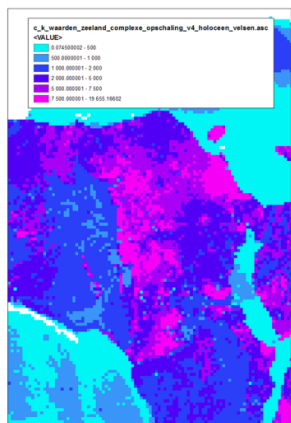 c_k_waarden_zeeland_complexe_opschaling_v4_holoceen_velsen.asc
<VALUE>
0.074500002 - 500
500.0000001 - 1 000
1 000.000001 - 2 000
2 000.000001 - 5 000
5 000.000001 - 7 500
7 500.000001 - 19 655.16602